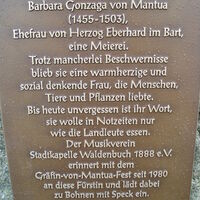 Barbara Gonzaga von Mantua
(1455-1503),
Ehefrau von Herzog Eberhard im Bart,
eine Meierei.
Trotz mancherlei Beschwernisse
blieb sie eine warmherzige und
sozial denkende Frau, die Menschen,
Tiere und Pflanzen liebte.
Bis heute unvergessen ist ihr Wort,
sie wolle in Notzeiten nur
wie die Landleute essen.
Der Musikverein
Stadtkapelle Waldenbuch 1888 e.V.
erinnert mit dem
Gräfin-von-Mantua-Fest seit 1980
an diese Fürstin und lädt dabei
zu Bohnen mit Speck ein.